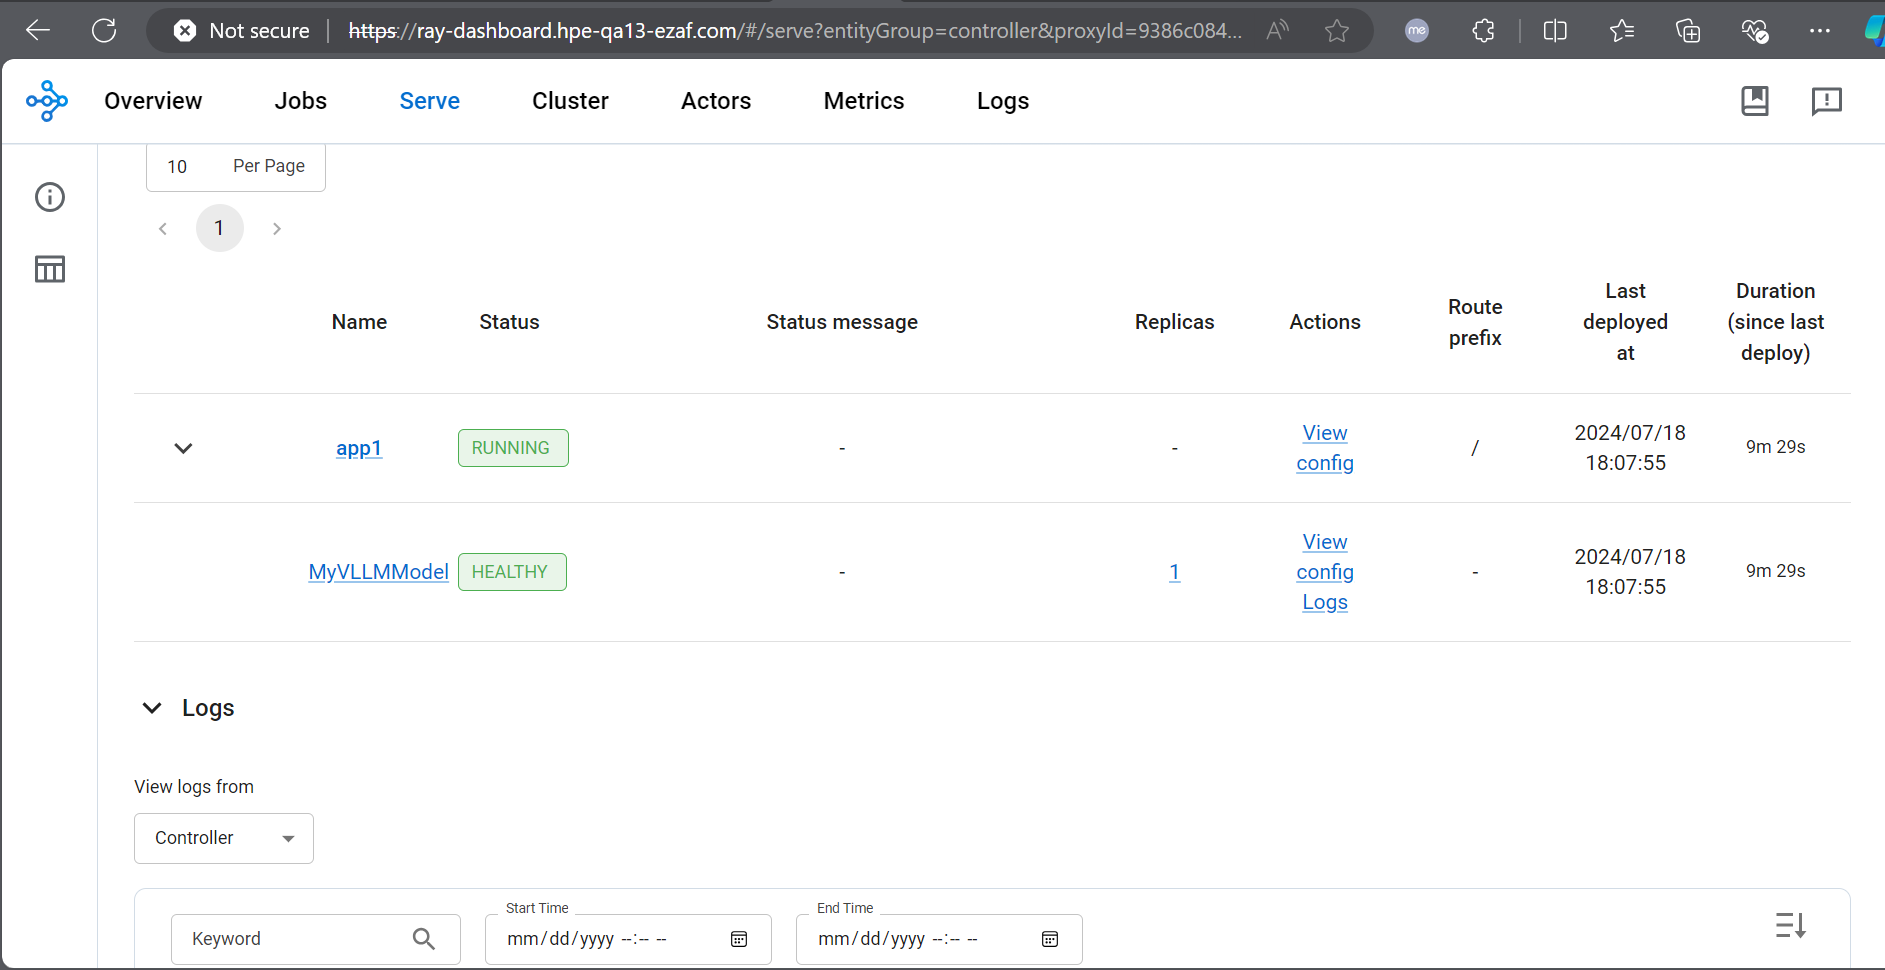 Not secure
https://ray-dashboard.hpe-qa13-ezaf.com/#/serve?entityGroup=controller&proxyId=9386c084...
me
Overview
Jobs
Serve
Cluster
Actors
Metrics
Logs
10 Per Page
1
Name
Status
Status message
Replicas
Actions
Route
prefix
Last
deployed
at
Duration
(since last
deploy)
app1
RUNNING
-
-
View
config
/
2024/07/18
18:07:55
9m 29s
MyVLLMModel
HEALTHY
-
1
View
config
Logs
-
2024/07/18
18:07:55
9m 29s
Logs
View logs from
Controller
Keyword
Start Time
mm/dd/yyyy --:-- --
End Time
mm/dd/yyyy --:-- --